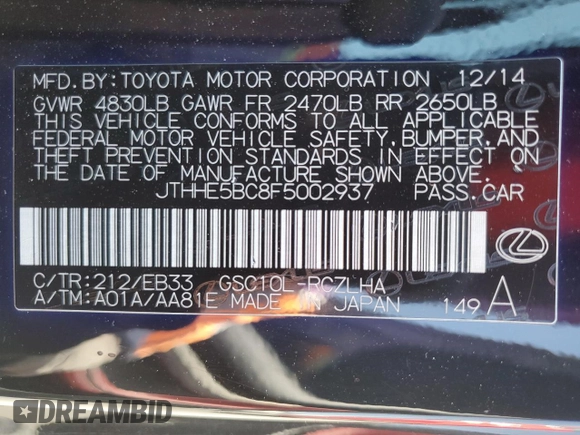 MFD.BY:TOYOTA MOTOR CORPORATION 12/14
GVWR 4830LB GAWR FR 2470LB RR 2650LB
THIS VEHICLE CONFORMS TO ALL APPLICABLE
FEDERAL MOTOR VEHICLE SAFETY,BUMPER,AND
THEFT PREVENTION STANDARDS IN EFFECT ON
THE DATE OF MANUFACTURE SHOWN ABOVE.
JTHHE5BC8F5002937 PASS.CAR
C/TR:212/EB33 GSC10L-RCZLHA
A/TM:A01A/AA81E MADE IN JAPAN 149 A
DREAMBID